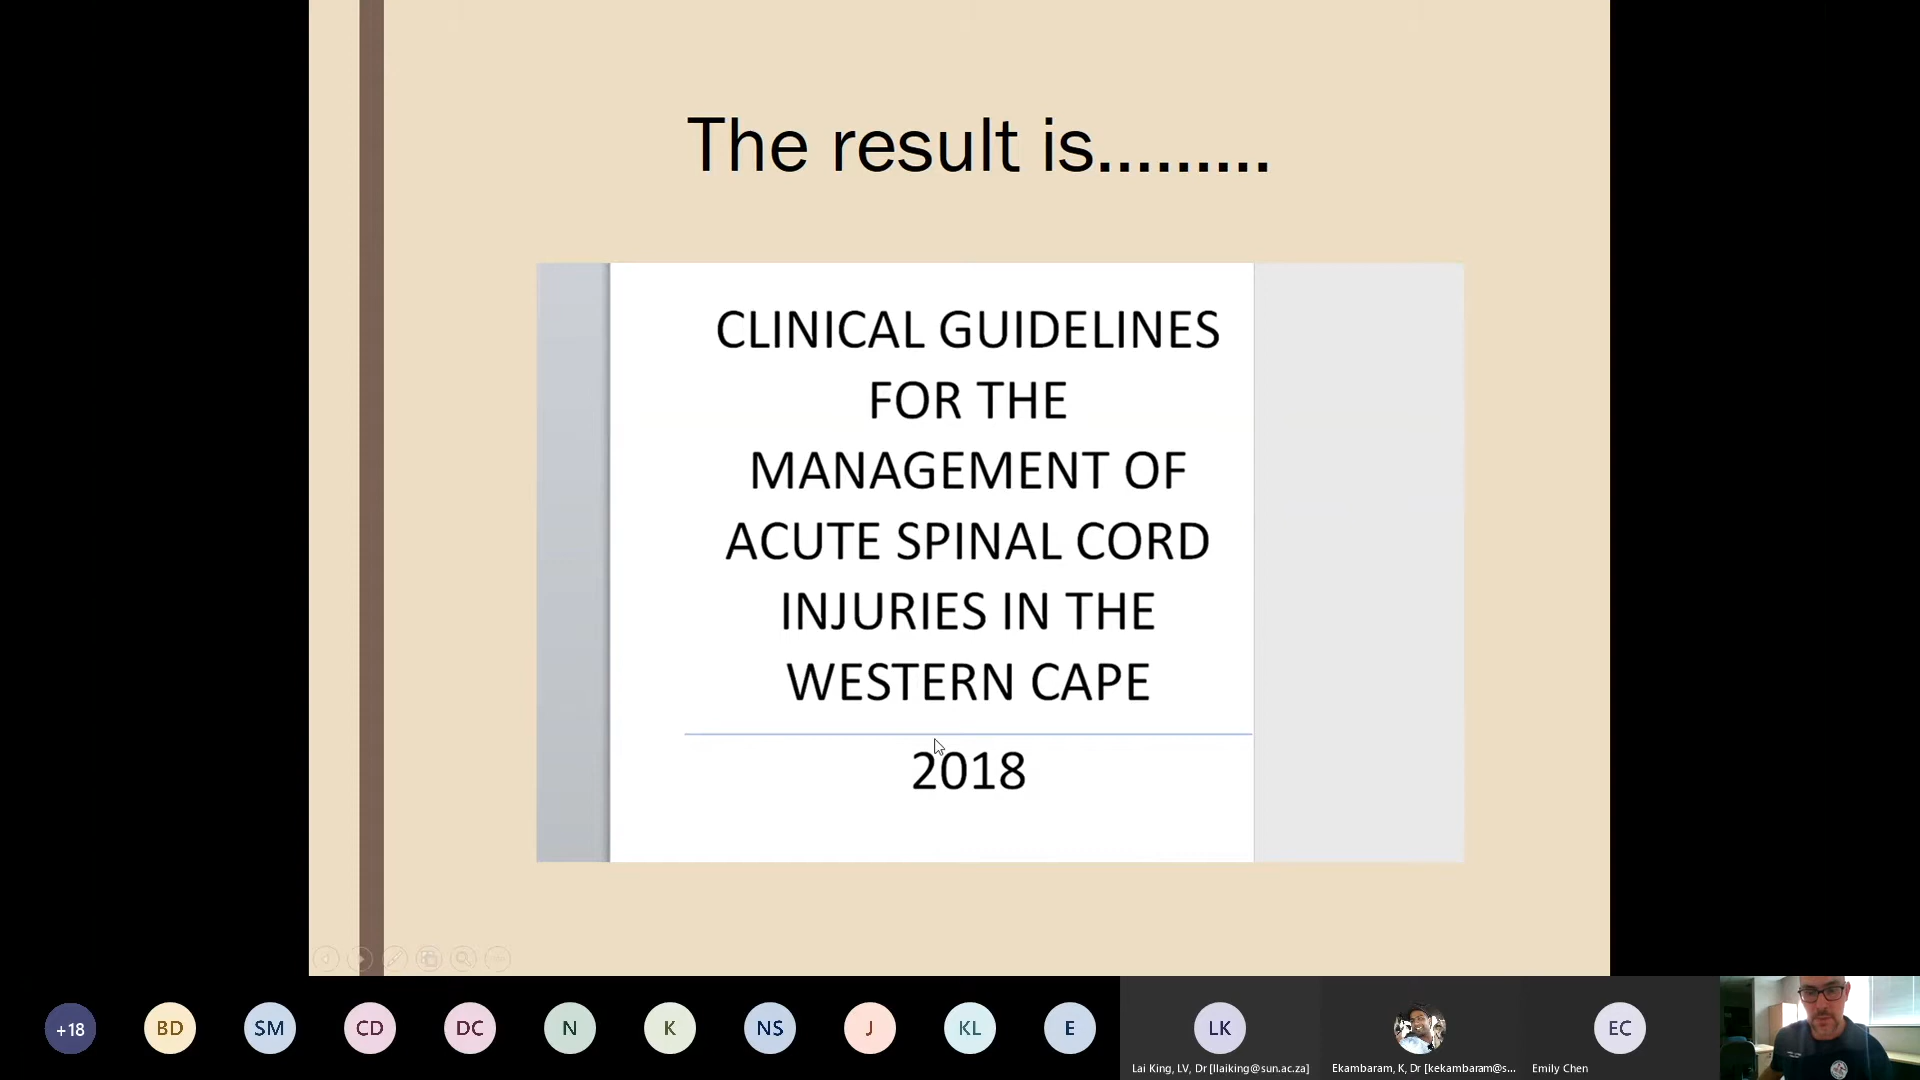 The result is.........
CLINICAL GUIDELINES
FOR THE
MANAGEMENT OF
ACUTE SPINAL CORD
INJURIES IN THE
WESTERN CAPE
2018
+18
BD
SM
CD
DC
N
K
NS
J
KL
E
LK
EC
Lai King, LV, Dr [llaiking@sun.ac.za]
Ekambaram, K, Dr [kekambaram@s...
Emily Chen